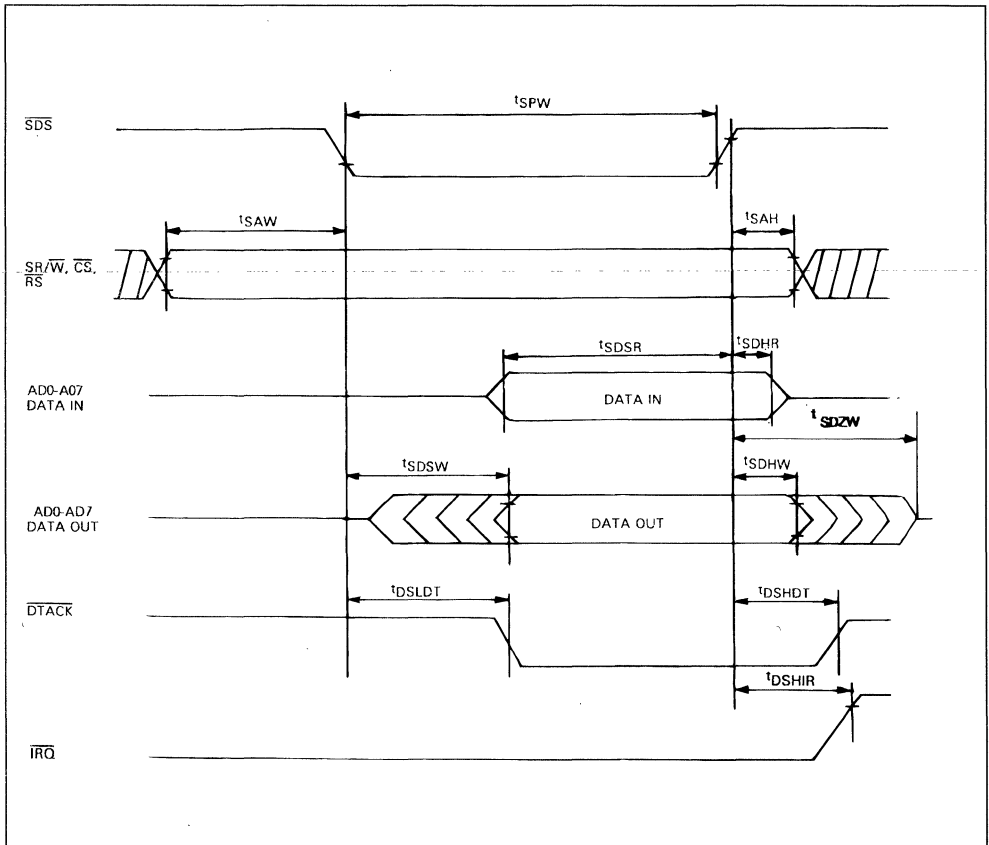 tSPW
SDS
tSAW
tSAH
SR/W, CS,
RS
tSDSR
tSDHR
AD0-A07
DATA IN
DATA IN
t SDZW
tSDSW
tSDHW
AD0-AD7
DATA OUT
DATA OUT
tDSLDT
tDSHDT
DTACK
tDSHIR
IRQ